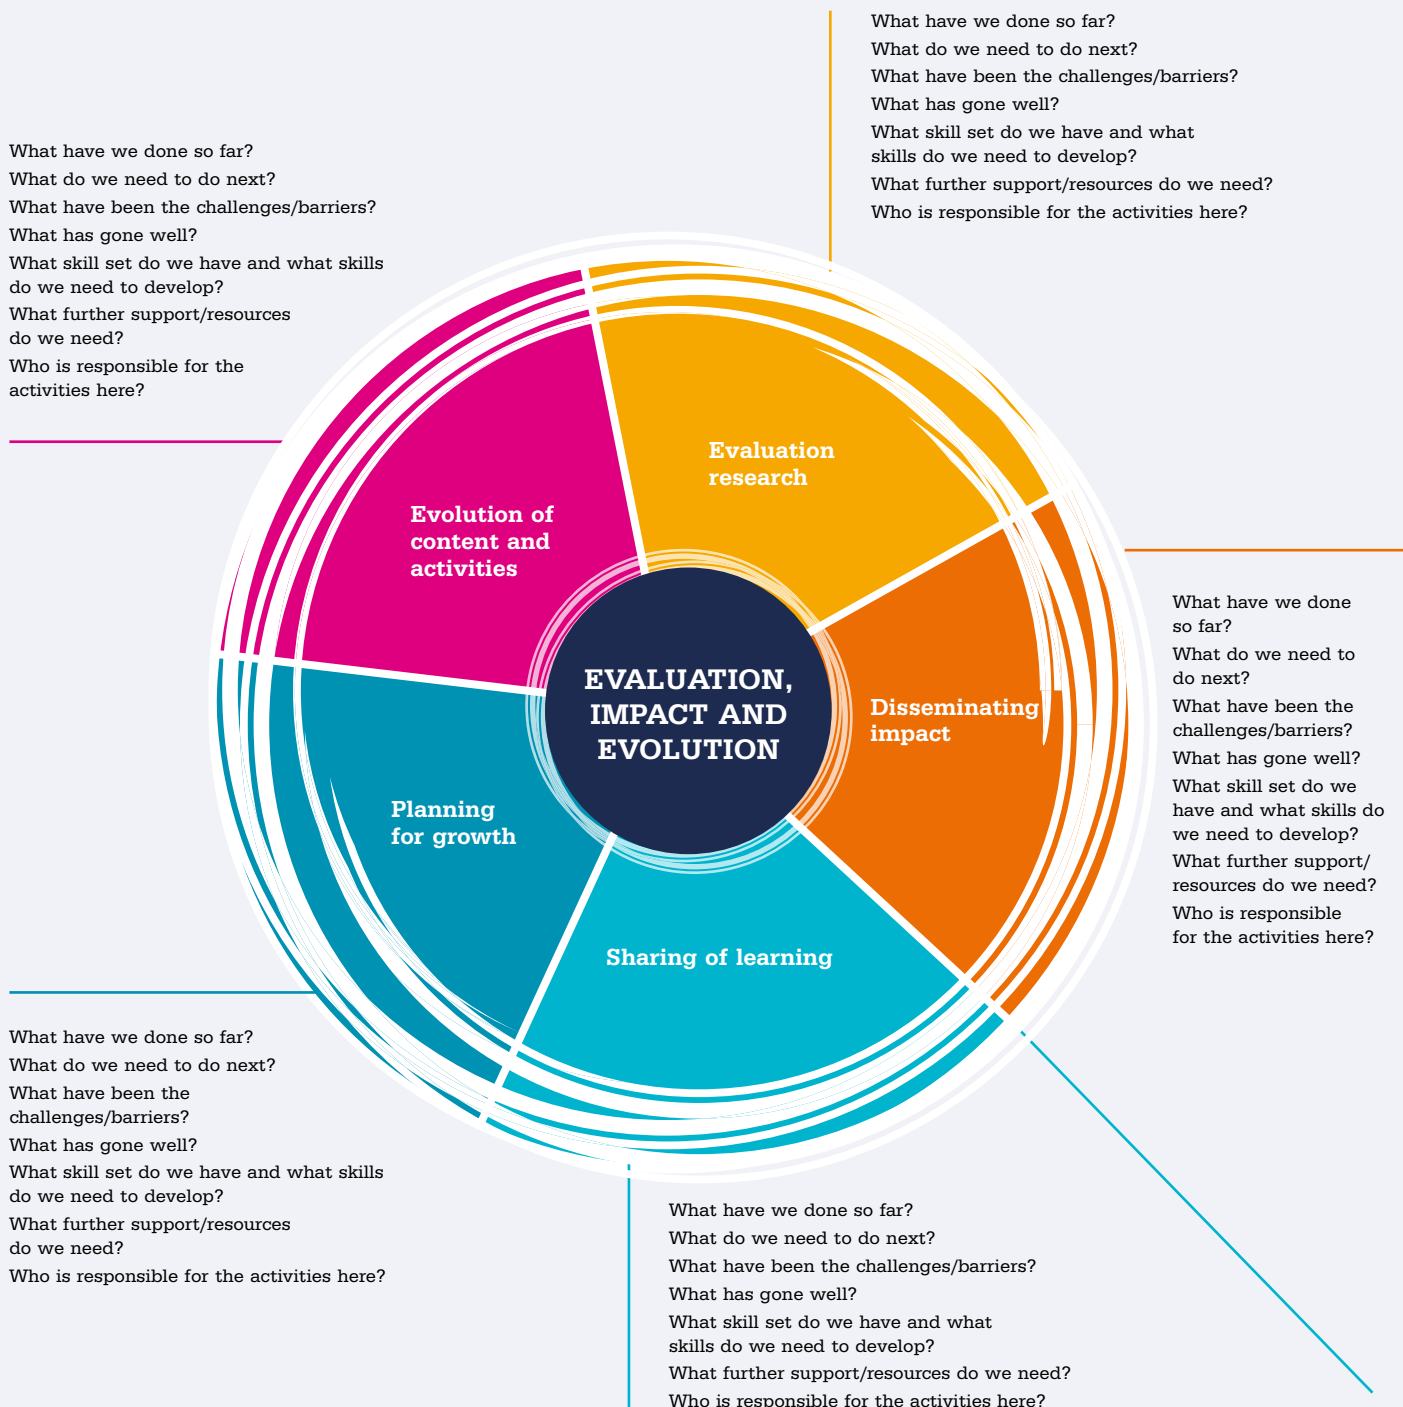 What have we done so far?
What do we need to do next?
What have been the challenges/barriers?
What has gone well?
What skill set do we have and what
skills do we need to develop?
What further support/resources do we need?
Who is responsible for the activities here?
What have we done so far?
What do we need to do next?
What have been the challenges/barriers?
What has gone well?
What skill set do we have and what skills
do we need to develop?
What further support/resources
do we need?
Who is responsible for the
activities here?
Evaluation
research
Evolution of
content and
activities
EVALUATION,
IMPACT AND
EVOLUTION
Disseminating
impact
Planning
for growth
Sharing of learning
What have we done
so far?
What do we need to
do next?
What have been the
challenges/barriers?
What has gone well?
What skill set do we
have and what skills do
we need to develop?
What further support/
resources do we need?
Who is responsible
for the activities here?
What have we done so far?
What do we need to do next?
What have been the
challenges/barriers?
What has gone well?
What skill set do we have and what skills
do we need to develop?
What further support/resources
do we need?
Who is responsible for the activities here?
What have we done so far?
What do we need to do next?
What have been the challenges/barriers?
What has gone well?
What skill set do we have and what
skills do we need to develop?
What further support/resources do we need?
Who is responsible for the activities here?